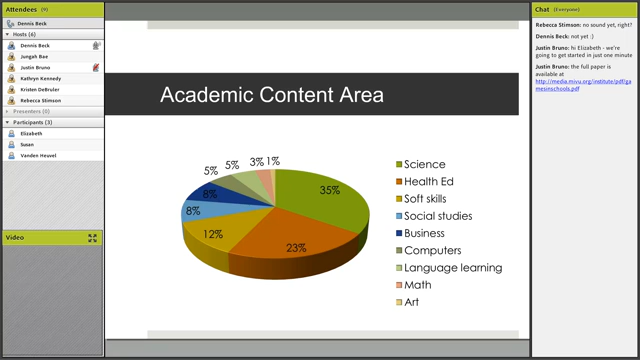 Attendees (9)
Dennis Beck
Hosts (6)
Dennis Beck
Jungah Bae
Justin Bruno
Kathryn Kennedy
Kristen DeBruler
Rebecca Stimson
Presenters (0)
Participants (3)
Elizabeth
Susan
Vanden Heuvel
Video
Academic Content Area
35%
23%
12%
8%
8%
5%
5%
3%
1%
Science
Health Ed
Soft skills
Social studies
Business
Computers
Language learning
Math
Art
Chat (Everyone)
Rebecca Stimson: no sound yet, right?
Dennis Beck: not yet :)
Justin Bruno: hi Elizabeth - we're
going to get started in just one minute
Justin Bruno: the full paper is
available at
http://media.mivu.org/institute/pdf/ga
mesinschools.pdf